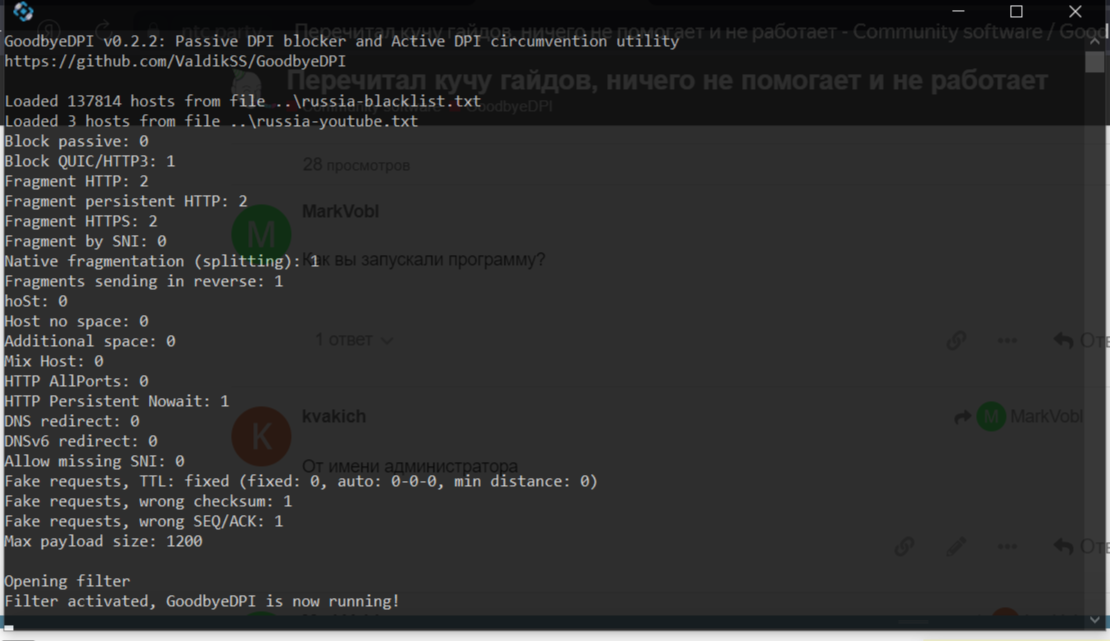 GoodbyeDPI v0.2.2: Passive DPI blocker and Active DPI circumvention utility
https://github.com/ValdikSS/GoodbyeDPI
Loaded 137814 hosts from file ..\russia-blacklist.txt
Loaded 3 hosts from file ..\russia-youtube.txt
Block passive: 0
Block QUIC/HTTP3: 1
Fragment HTTP: 2
Fragment persistent HTTP: 2
Fragment HTTPS: 2
Fragment by SNI: 0
Native fragmentation (splitting): 1
Fragments sending in reverse: 1
hoSt: 0
Host no space: 0
Additional space: 0
Mix Host: 0
HTTP AllPorts: 0
HTTP Persistent Nowait: 1
DNS redirect: 0
DNSv6 redirect: 0
Allow missing SNI: 0
Fake requests, TTL: fixed (fixed: 0, auto: 0-0-0, min distance: 0)
Fake requests, wrong checksum: 1
Fake requests, wrong SEQ/ACK: 1
Max payload size: 1200
Opening filter
Filter activated, GoodbyeDPI is now running!
Перечитал кучу гайдов, ничего не помогает и не работает - Community software / Good
Перечитал кучу гайдов, ничего не помогает и не работает
GoodbyeDPI
28 просмотров
M
MarkVobl
Как вы запускали программу?
1 ответ
K
kvakich
M MarkVobl
От имени администратора